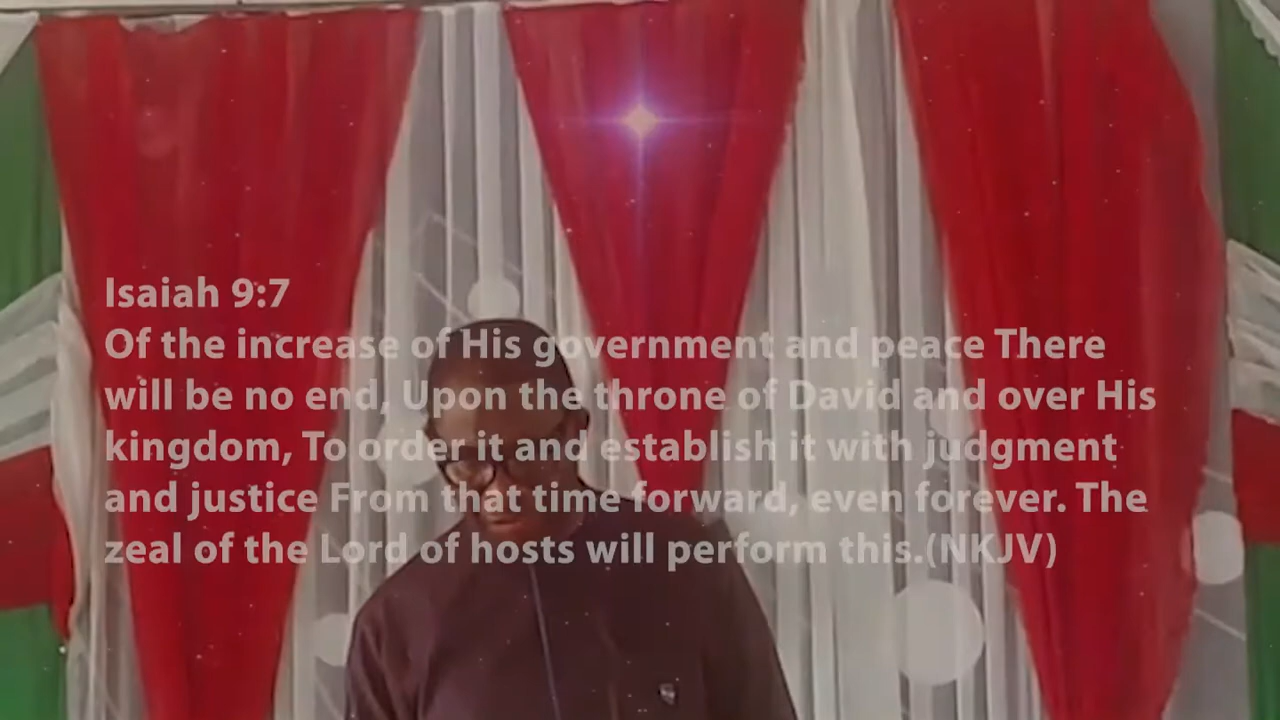 Isaiah 9:7
Of the increase of His government and peace There
will be no end, Upon the throne of David and over His
kingdom, To order it and establish it with judgment
and justice From that time forward, even forever. The
zeal of the Lord of hosts will perform this.(NKJV)